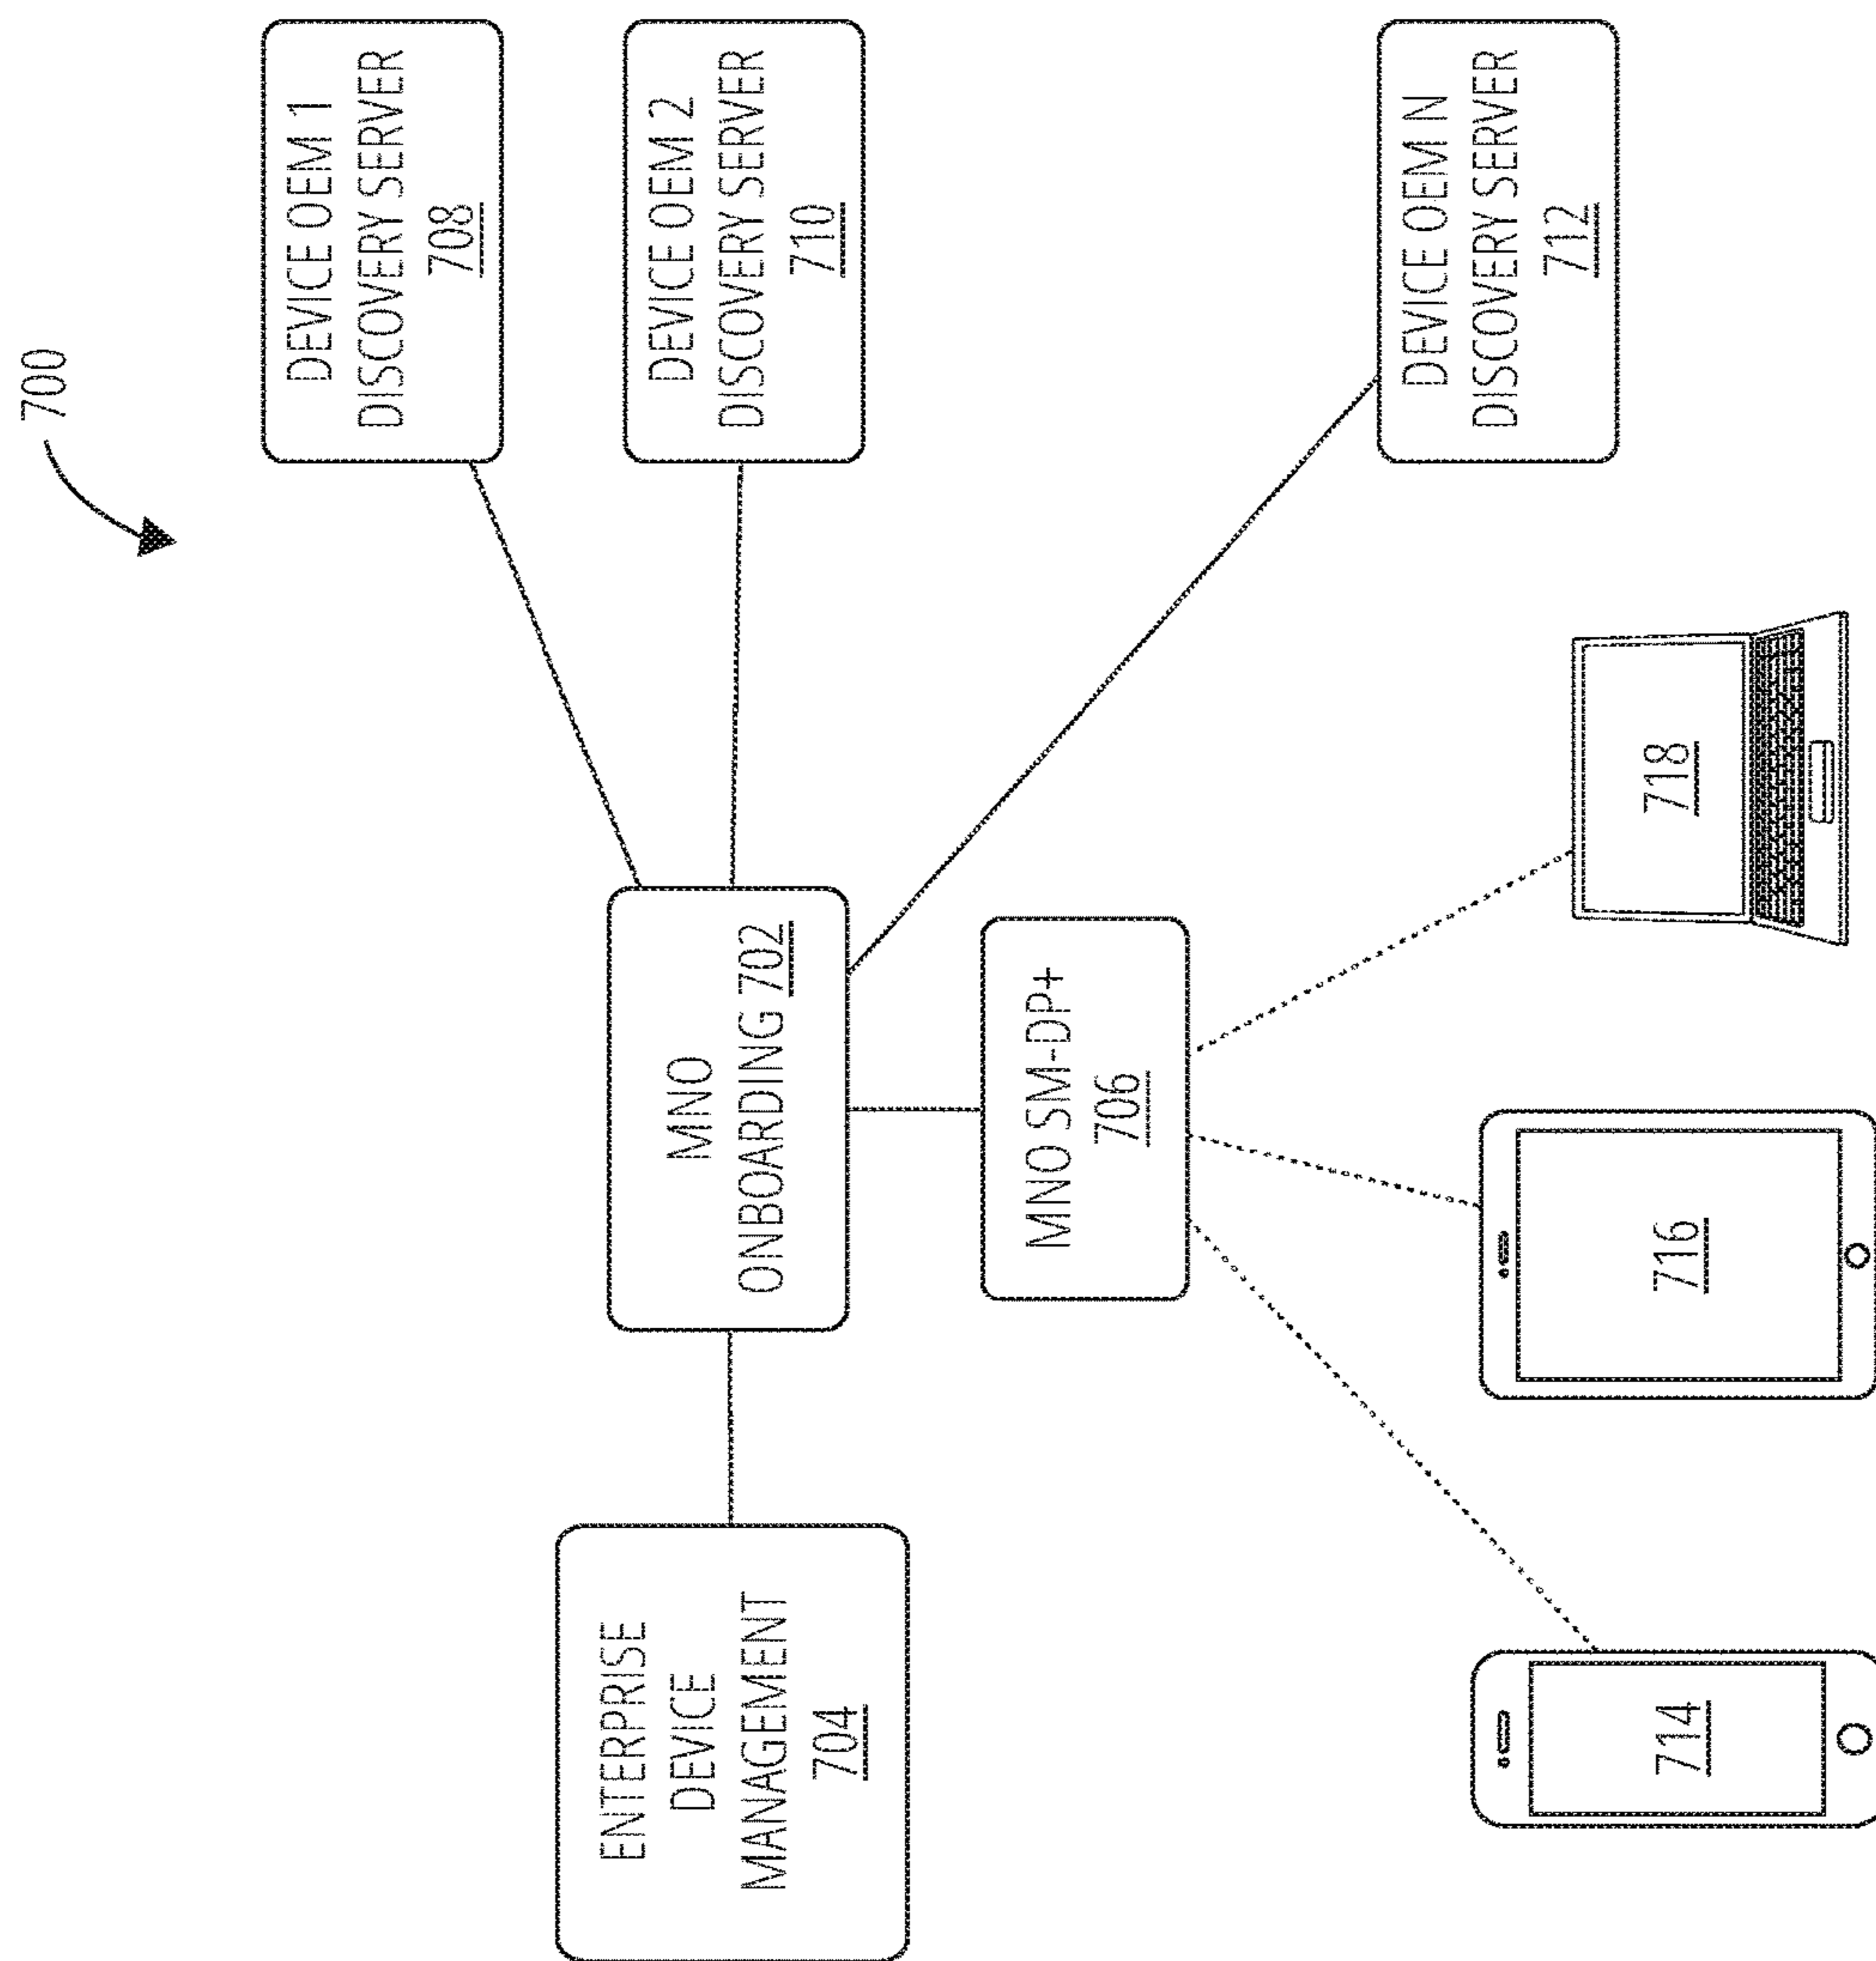 700
DEVICE OEM 1
DISCOVERY SERVER
708
DEVICE OEM 2
DISCOVERY SERVER
710
DEVICE OEM N
DISCOVERY SERVER
712
MNO
ONBOARDING 702
MNO SM-DP+
706
ENTERPRISE
DEVICE
MANAGEMENT
704
714
716
718